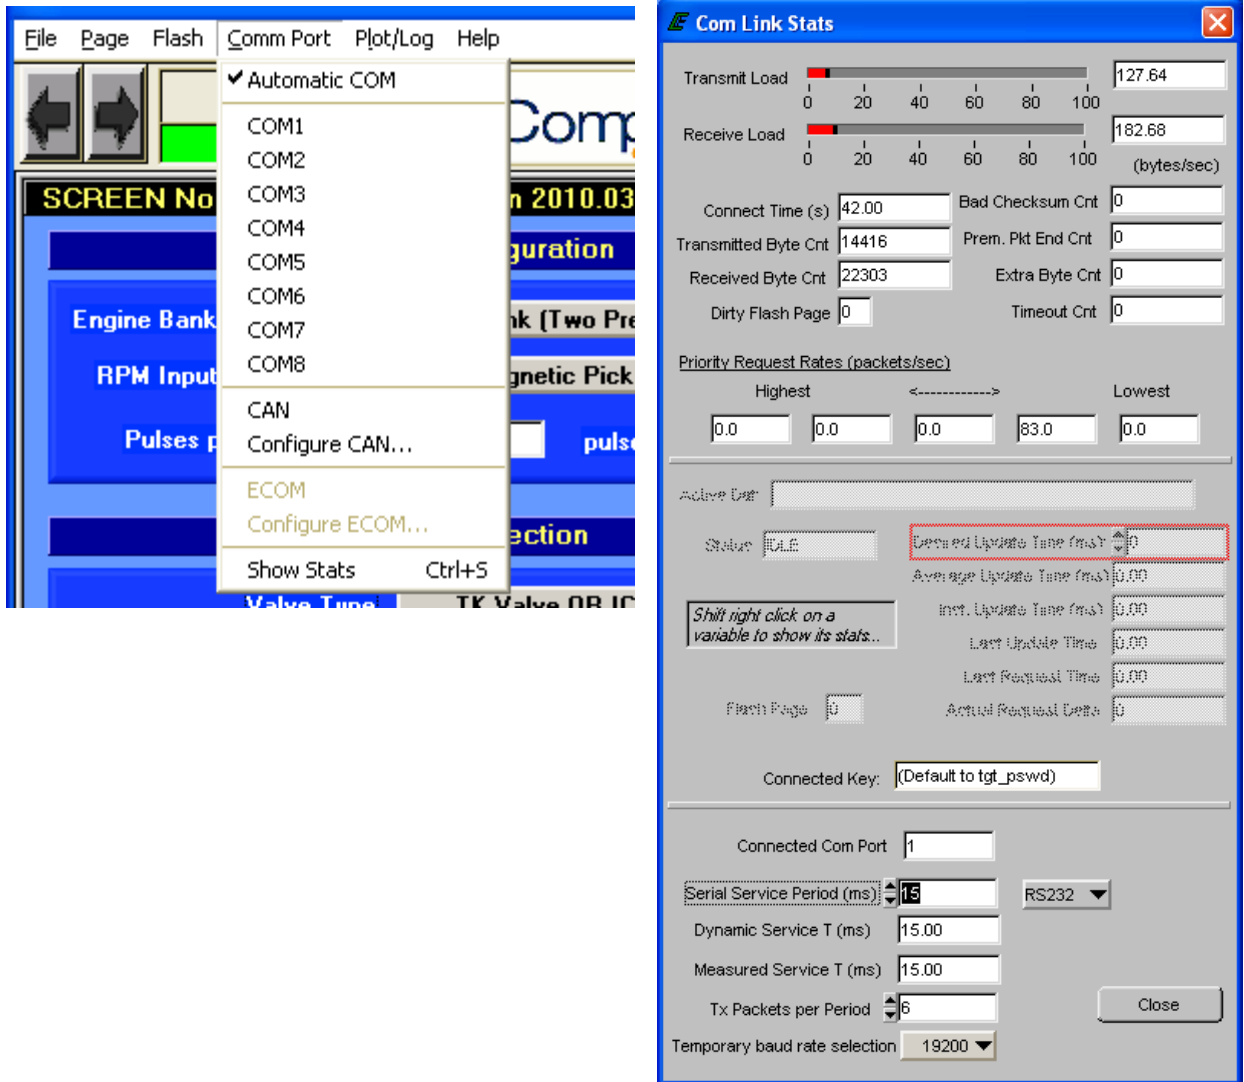 File Page Flash Comm Port Plot/Log Help
Automatic COM
COM1
COM2
COM3
COM4
COM5
COM6
COM7
COM8
CAN
Configure CAN...
ECOM
Configure ECOM...
Show Stats Ctrl+S
Comp
SCREEN No n 2010.03
guration
Engine Bank nk (Two Pre
RPM Input gnetic Pick
Pulses p puls
ection
Valve Type TK Valve OR IC
Com Link Stats
Transmit Load 127.64
0 20 40 60 80 100
Receive Load 182.68
0 20 40 60 80 100
(bytes/sec)
Connect Time (s) 42.00 Bad Checksum Cnt 0
Transmitted Byte Cnt 14416 Prem. Pkt End Cnt 0
Received Byte Cnt 22303 Extra Byte Cnt 0
Dirty Flash Page 0 Timeout Cnt 0
Priority Request Rates (packets/sec)
Highest <------------> Lowest
0.0 0.0 0.0 83.0 0.0
Active Dat:
Status IDLE Desired Update Time (ms): 0
Average Update Time (ms) 0.00
Shift right click on a
variable to show its stats...
Inst. Update Time (ms) 0.00
Last Update Time 0.00
Last Request Time 0.00
Flash Page 0 Actual Request Delta 0
Connected Key: (Default to tgt_pswd)
Connected Com Port 1
Serial Service Period (ms) 15 RS232
Dynamic Service T (ms) 15.00
Measured Service T (ms) 15.00
Tx Packets per Period 6 Close
Temporary baud rate selection 19200